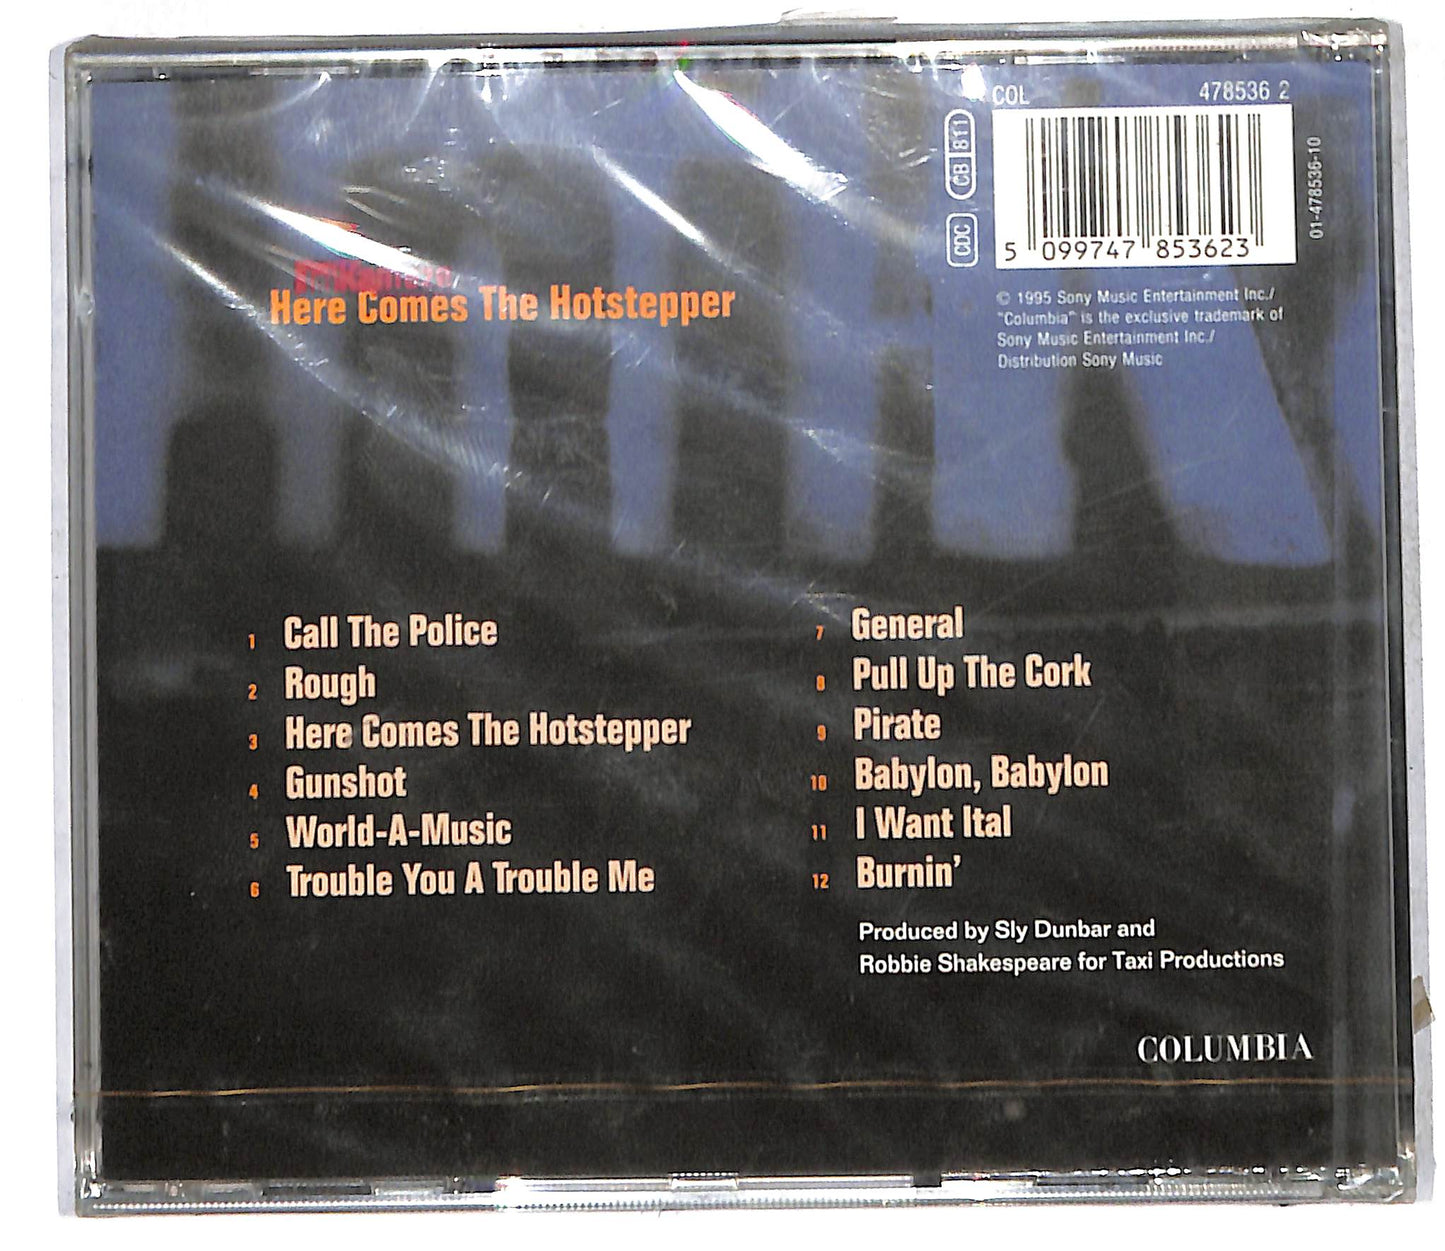 COL 478536 2
CB 811
CDC
01-478536-10
5 099747 853623
© 1995 Sony Music Entertainment Inc./
"Columbia" is the exclusive trademark of
Sony Music Entertainment Inc./
Distribution Sony Music
Here Comes The Hotstepper
1 Call The Police
2 Rough
3 Here Comes The Hotstepper
4 Gunshot
5 World-A-Music
6 Trouble You A Trouble Me
7 General
8 Pull Up The Cork
9 Pirate
10 Babylon, Babylon
11 I Want Ital
12 Burnin’
Produced by Sly Dunbar and
Robbie Shakespeare for Taxi Productions
COLUMBIA